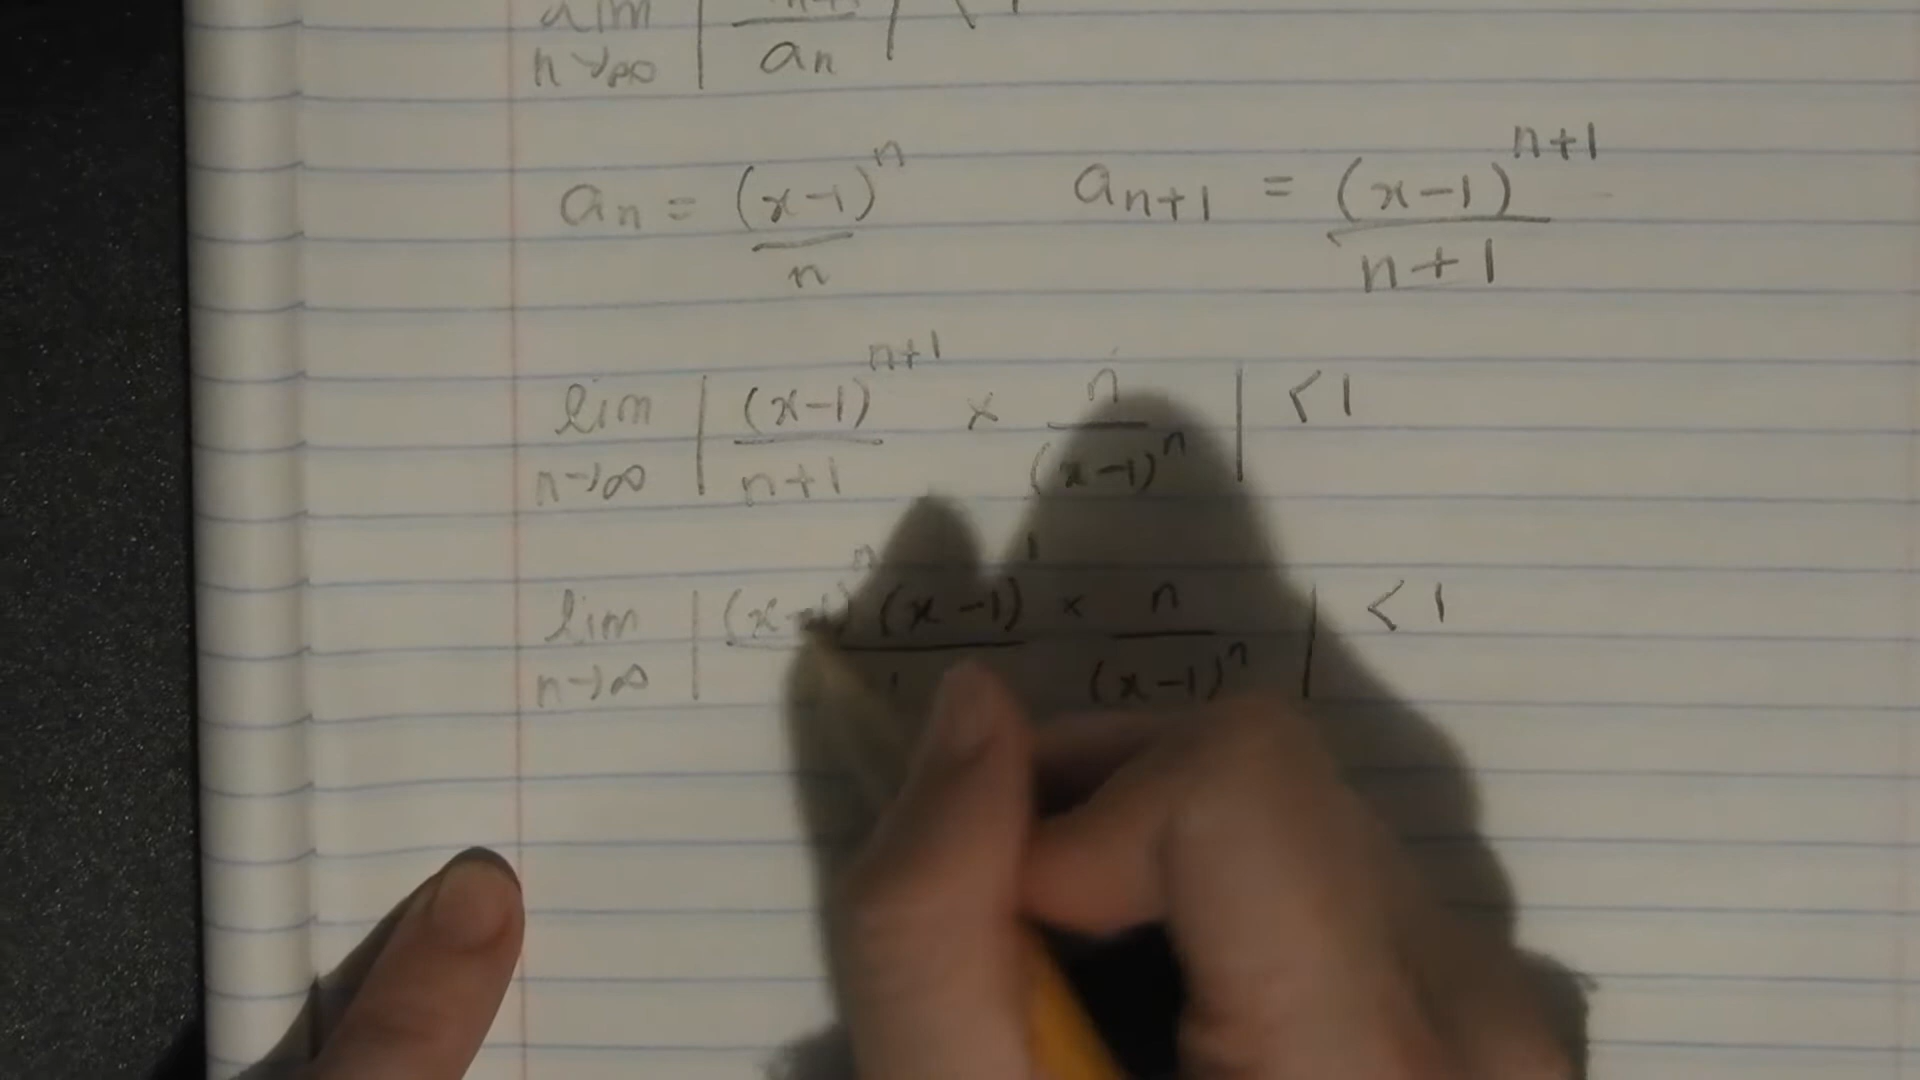 lim | / aₙ | < 1
n→∞
aₙ = (x-1)ⁿ / n    aₙ₊₁ = (x-1)ⁿ⁺¹ / n+1
lim n→∞ | (x-1)ⁿ⁺¹ / n+1 × n / (x-1)ⁿ | < 1
lim n→∞ | (x-1)ⁿ (x-1)¹ / × n / (x-1)ⁿ | < 1